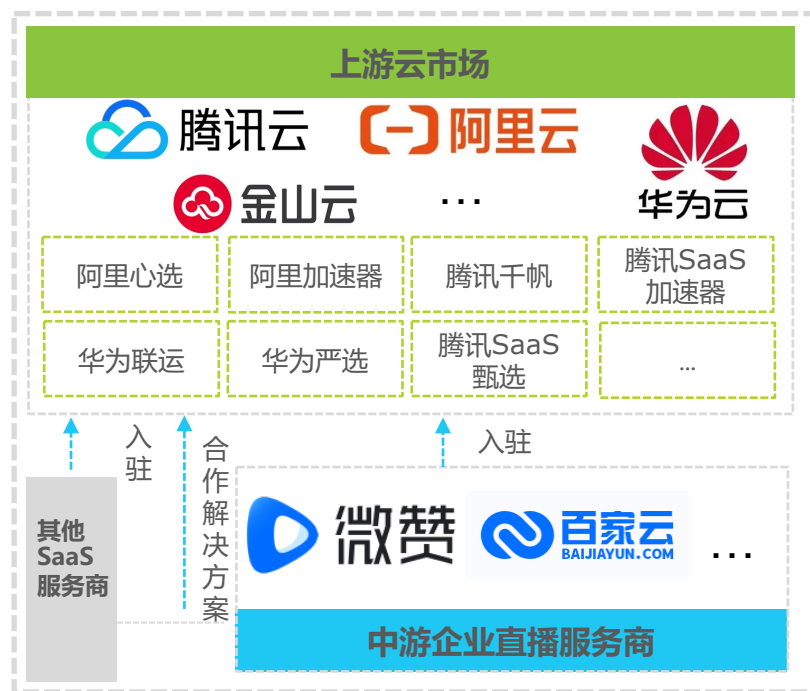 上游云市场
腾讯云
阿里云
华为云
金山云
...
阿里心选
阿里加速器
腾讯千帆
腾讯SaaS
加速器
华为联运
华为严选
腾讯SaaS
甄选
...
入驻
合作解决方案
入驻
其他
SaaS
服务商
微赞
百家云
BAIJIAYUN.COM
...
中游企业直播服务商